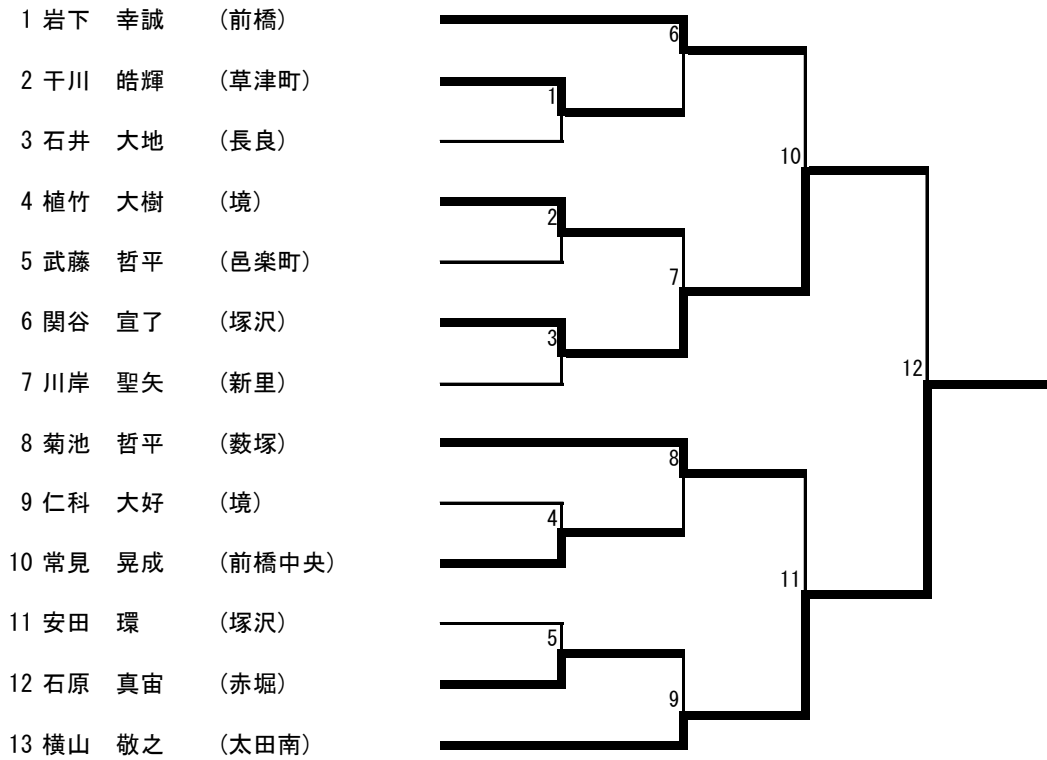 1 岩下 幸誠 (前橋)
6
2 干川 皓輝 (草津町)
1
3 石井 大地 (長良)
10
4 植竹 大樹 (境)
2
5 武藤 哲平 (邑楽町)
7
6 関谷 宣了 (塚沢)
3
12
7 川岸 聖矢 (新里)
8 菊池 哲平 (薮塚)
8
9 仁科 大好 (境)
4
10 常見 晃成 (前橋中央)
11
11 安田 環 (塚沢)
5
12 石原 真宙 (赤堀)
9
13 横山 敬之 (太田南)